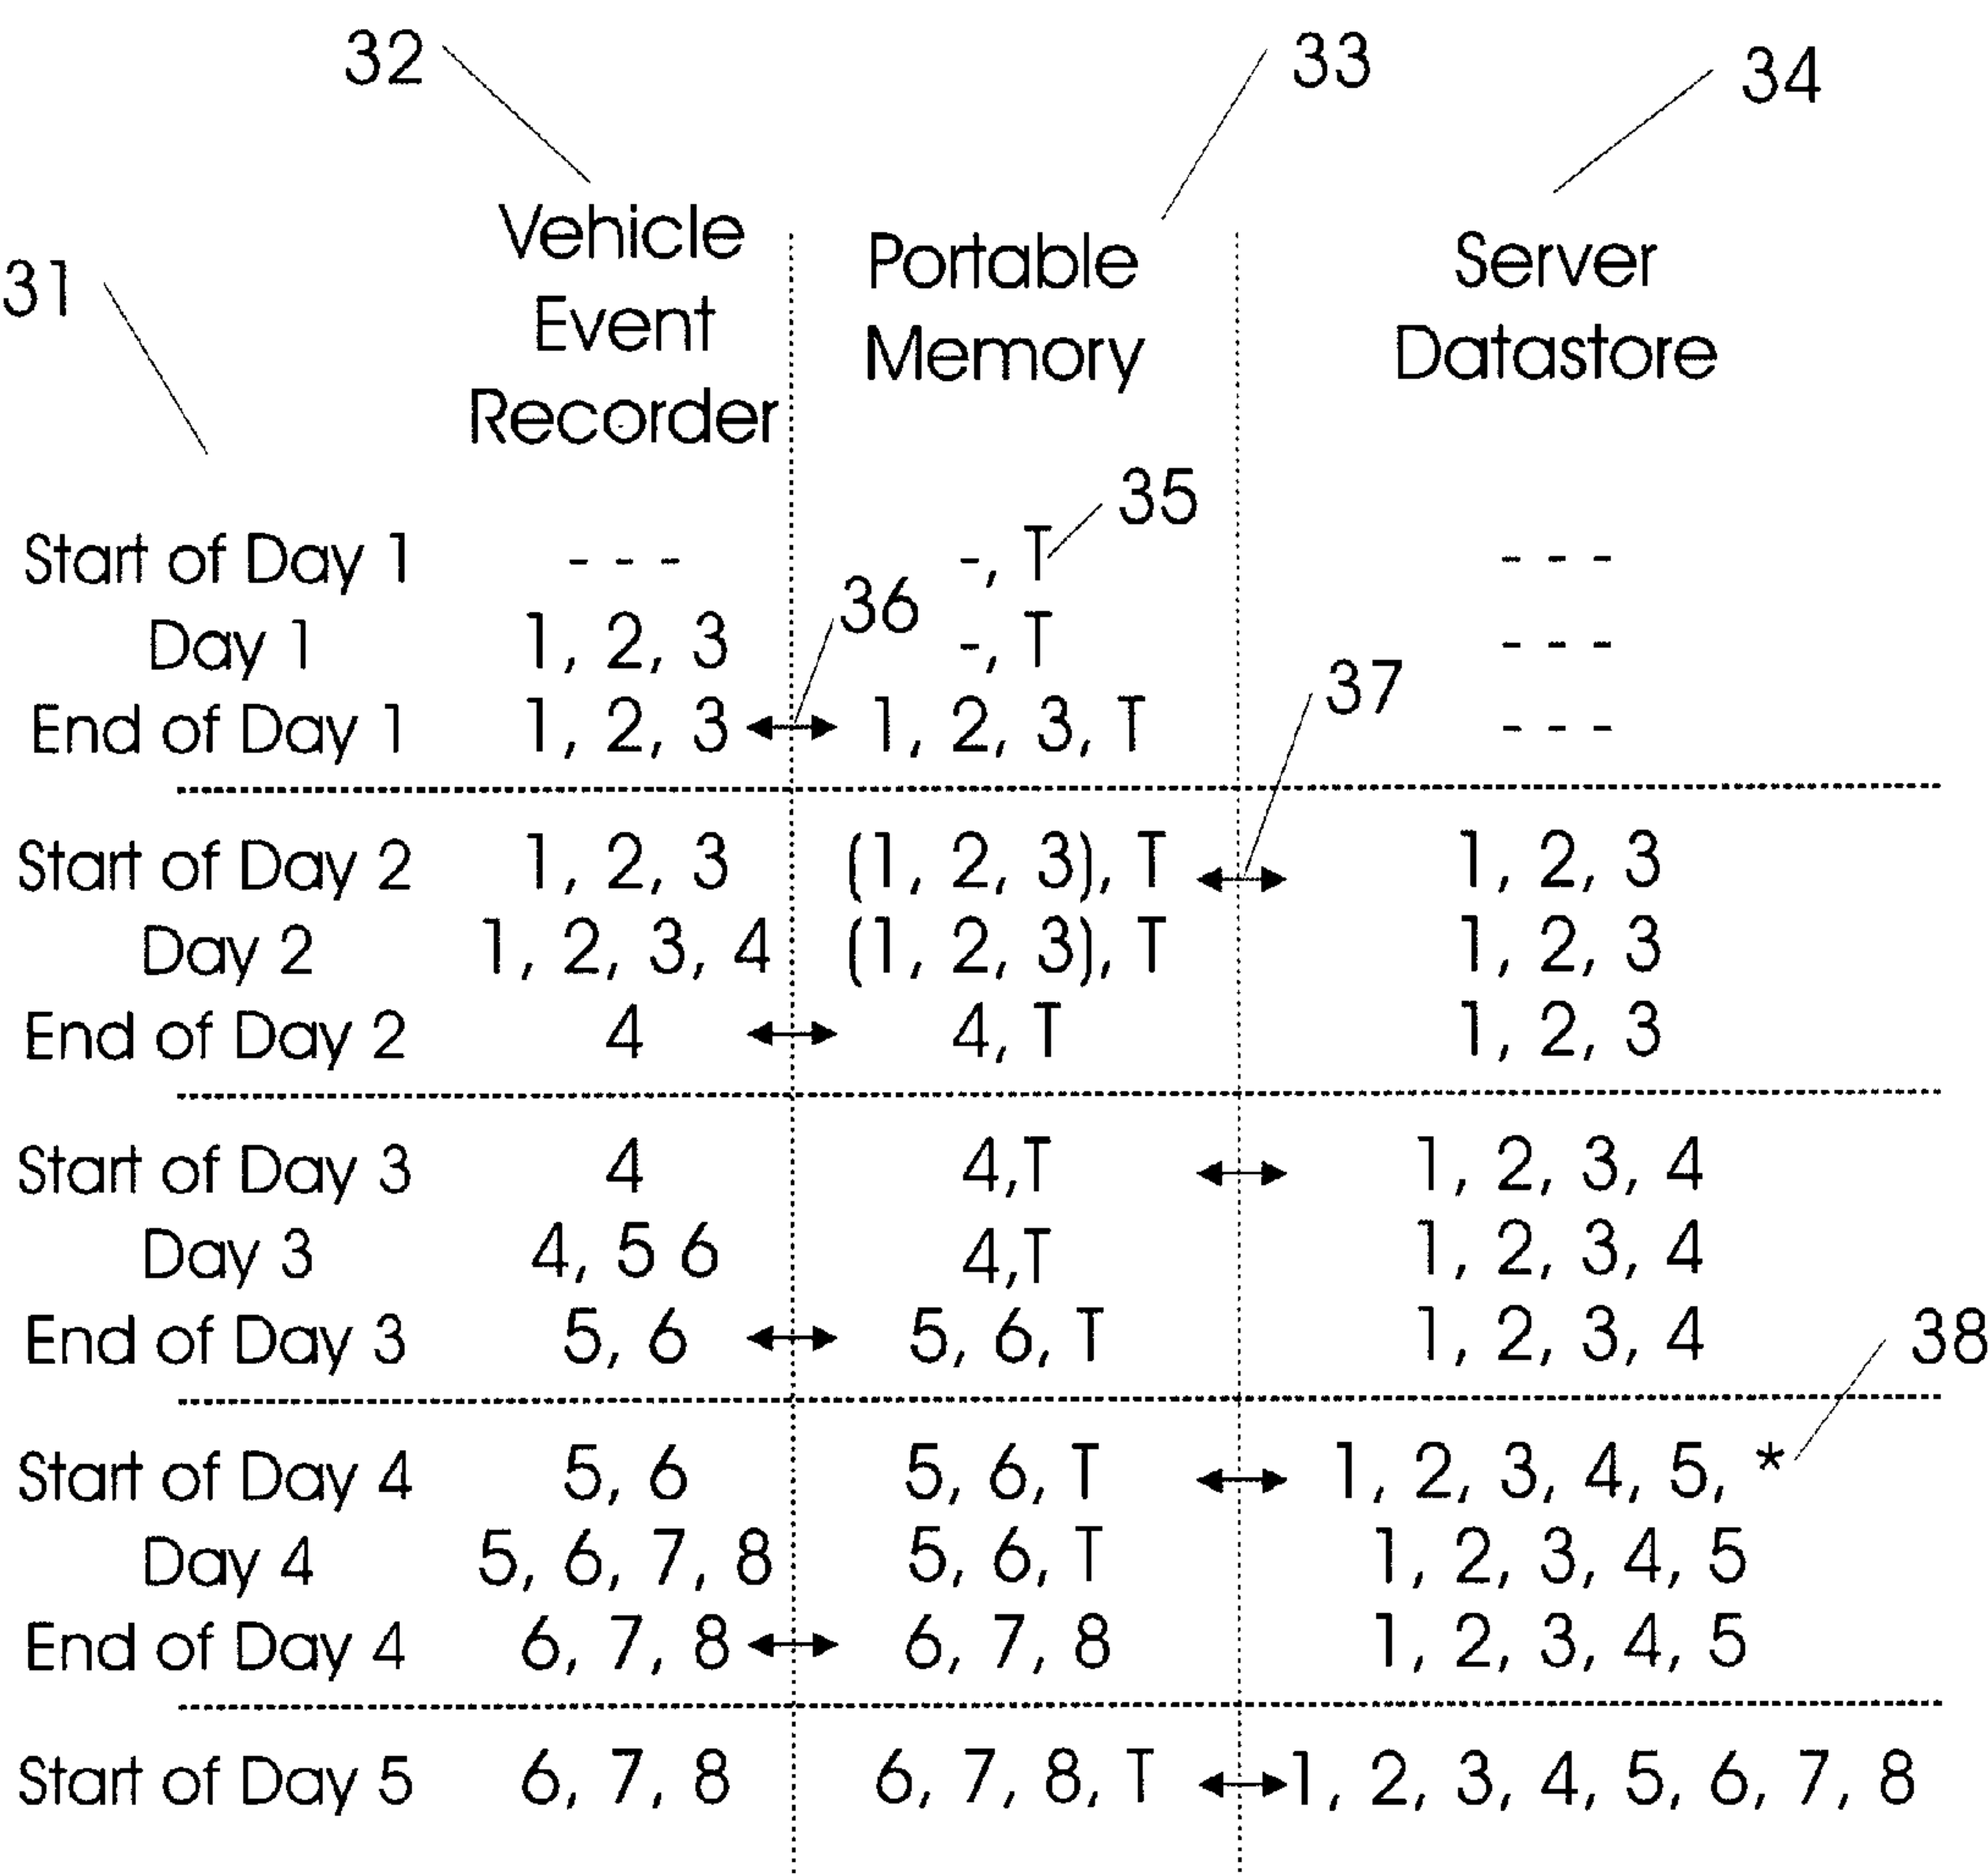 32
33
34
31
Vehicle
Event
Recorder
Portable
Memory
Server
Datastore
35
Start of Day 1 - - - -, T - - -
36
Day 1 1, 2, 3 -, T - - -
37
End of Day 1 1, 2, 3 1, 2, 3, T - - -
Start of Day 2 1, 2, 3 (1, 2, 3), T 1, 2, 3
Day 2 1, 2, 3, 4 (1, 2, 3), T 1, 2, 3
End of Day 2 4 4, T 1, 2, 3
Start of Day 3 4 4,T 1, 2, 3, 4
Day 3 4, 5 6 4,T 1, 2, 3, 4
End of Day 3 5, 6 5, 6, T 1, 2, 3, 4
38
Start of Day 4 5, 6 5, 6, T 1, 2, 3, 4, 5, *
Day 4 5, 6, 7, 8 5, 6, T 1, 2, 3, 4, 5
End of Day 4 6, 7, 8 6, 7, 8 1, 2, 3, 4, 5
Start of Day 5 6, 7, 8 6, 7, 8, T 1, 2, 3, 4, 5, 6, 7, 8